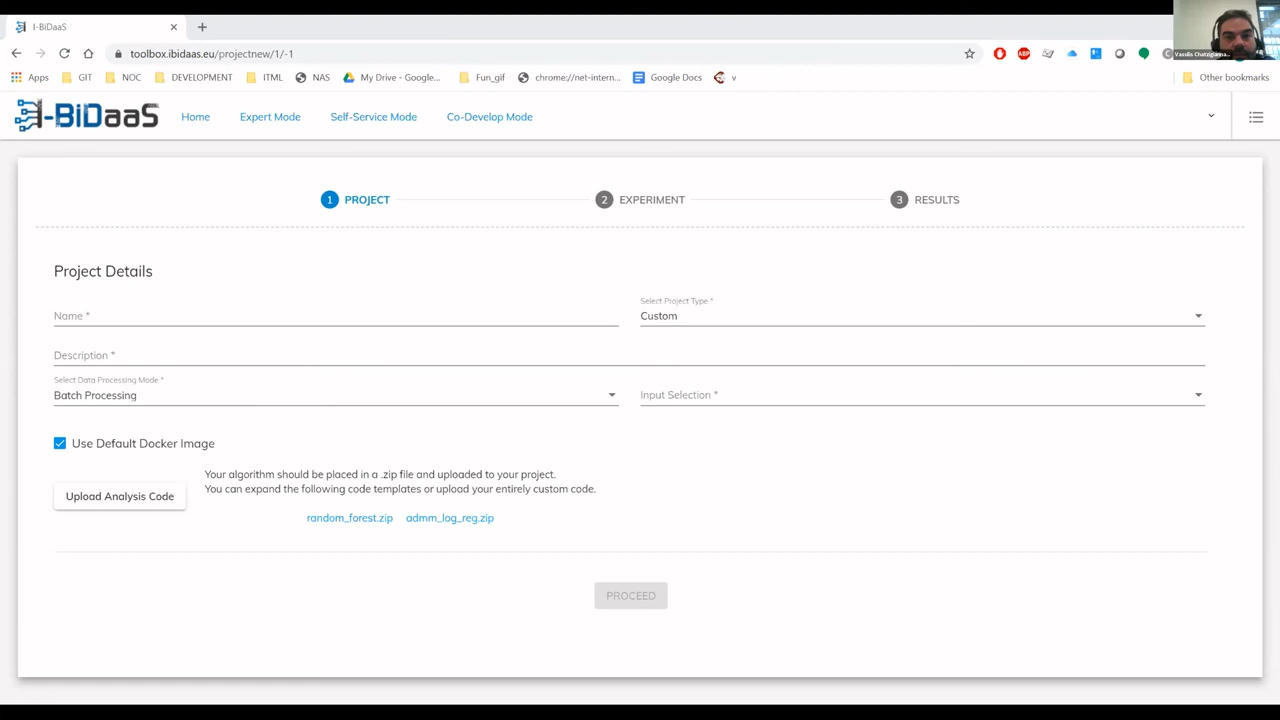 I-BiDaaS
toolbox.ibidaas.eu/projectnew/1/-1
ABP
Vassilis Chatzigianna...
Apps GIT NOC DEVELOPMENT ITML NAS My Drive - Google... Fun_gif chrome://net-intern... Google Docs v Other bookmarks
I-BiDaaS Home Expert Mode Self-Service Mode Co-Develop Mode
1 PROJECT 2 EXPERIMENT 3 RESULTS
Project Details
Select Project Type *
Name * Custom
Description *
Select Data Processing Mode *
Batch Processing Input Selection *
Use Default Docker Image
Your algorithm should be placed in a .zip file and uploaded to your project.
Upload Analysis Code You can expand the following code templates or upload your entirely custom code.
random_forest.zip admm_log_reg.zip
PROCEED